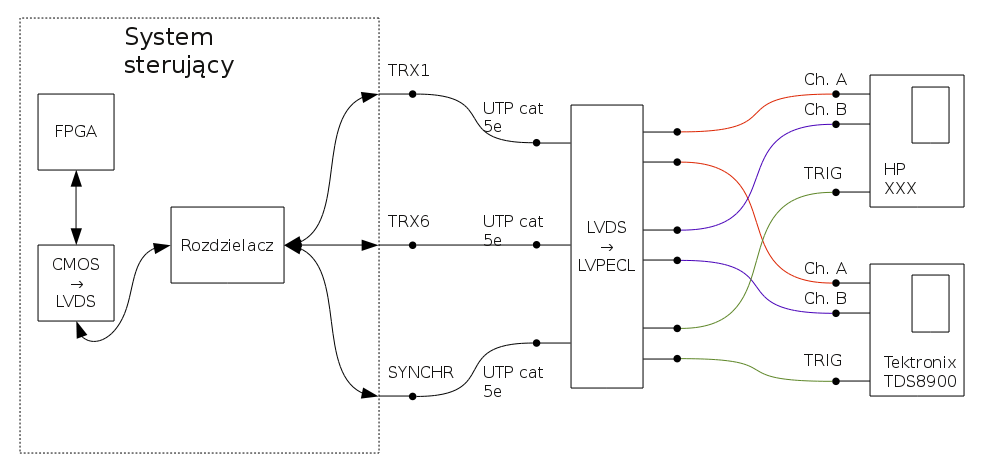 System
sterujący
FPGA
CMOS
→
LVDS
Rozdzielacz
TRX1
UTP cat
5e
TRX6
UTP cat
5e
SYNCHR
UTP cat
5e
LVDS
→
LVPECL
Ch. A
Ch. B
TRIG
HP
XXX
Ch. A
Ch. B
TRIG
Tektronix
TDS8900